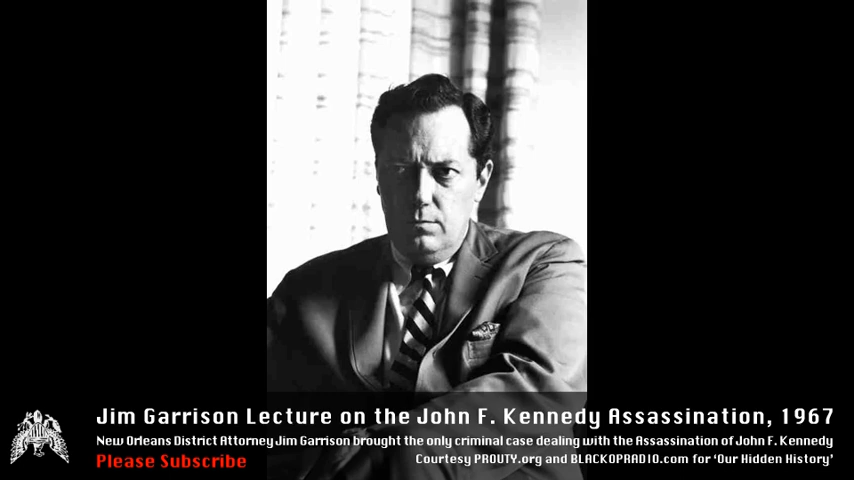 Jim Garrison Lecture on the John F. Kennedy Assassination, 1967
New Orleans District Attorney Jim Garrison brought the only criminal case dealing with the Assassination of John F. Kennedy
Please Subscribe
Courtesy PROUTY.org and BLACKOPRADIO.com for 'Our Hidden History'